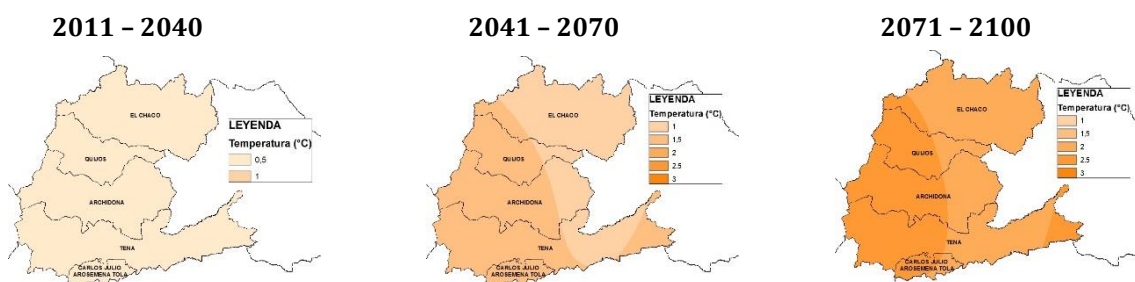 2011 – 2040
EL CHACO
LEYENDA
Temperatura (°C)
0,5
1
QUIJOS
ARCHIDONA
TENA
CARLOS JULIO
AROSEMENA TOLA
2041 – 2070
LEYENDA
Temperatura (°C)
1
1,5
2
2.5
3
EL CHACO
QUIJOS
ARCHIDONA
TENA
CARLOS JULIO
AROSEMENA TOLA
2071 – 2100
LEYENDA
Temperatura (°C)
1
1,5
2
2.5
3
EL CHACO
QUIJOS
ARCHIDONA
TENA
CARLOS JULIO
AROSEMENA TOLA